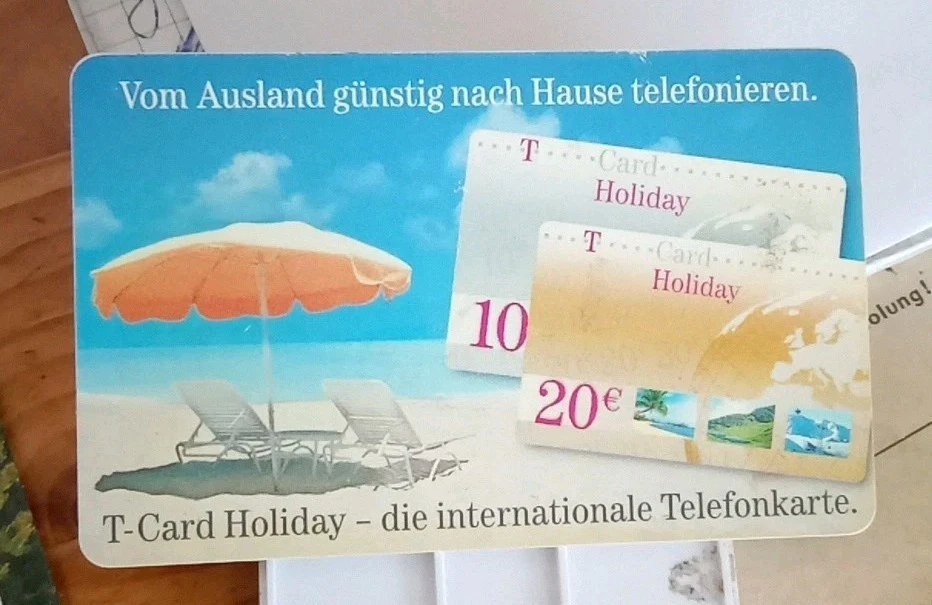 Vom Ausland günstig nach Hause telefonieren.
T Card
Holiday
10
T Card
Holiday
20€
T-Card Holiday – die internationale Telefonkarte.
olung!